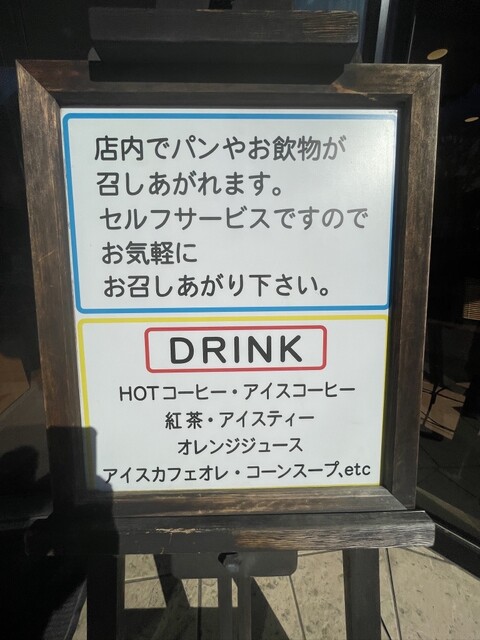 店内でパンやお飲物が
召しあがれます。
セルフサービスですので
お気軽に
お召しあがり下さい。
DRINK
HOTコーヒー・アイスコーヒー
紅茶・アイスティー
オレンジジュース
アイスカフェオレ・コーンスープ、etc